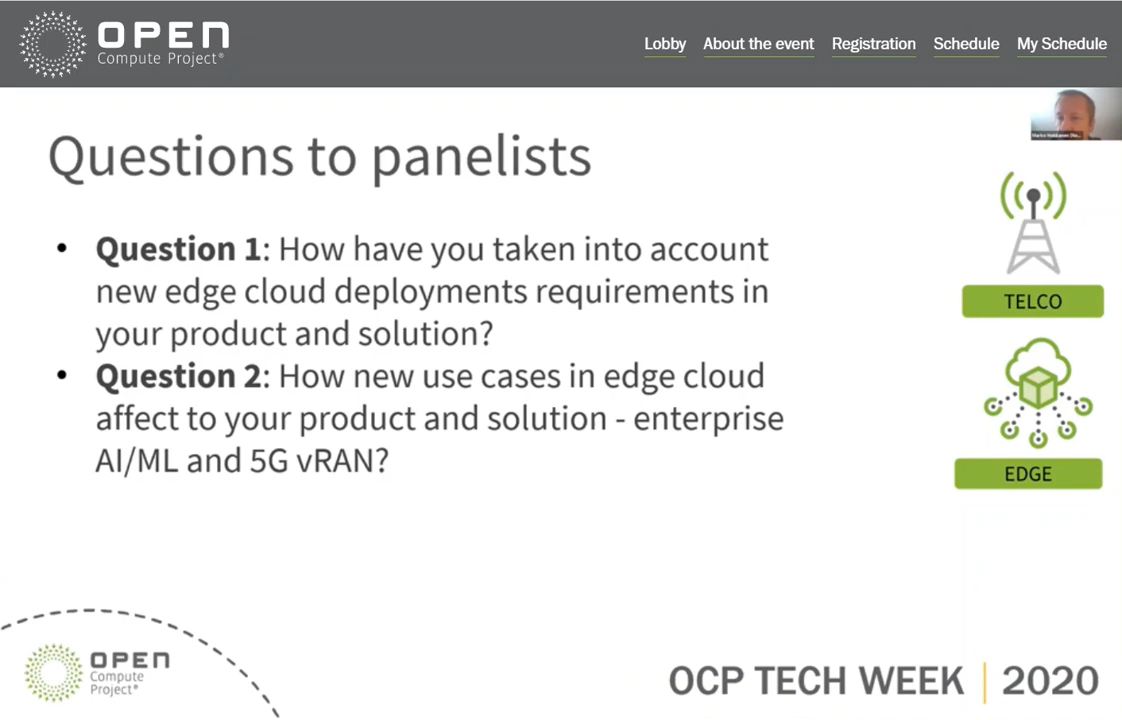 OPEN
Compute Project®
Lobby About the event Registration Schedule My Schedule
Questions to panelists
• Question 1: How have you taken into account
new edge cloud deployments requirements in
your product and solution?
• Question 2: How new use cases in edge cloud
affect to your product and solution - enterprise
AI/ML and 5G vRAN?
TELCO
EDGE
OPEN
Compute
Project®
OCP TECH WEEK | 2020